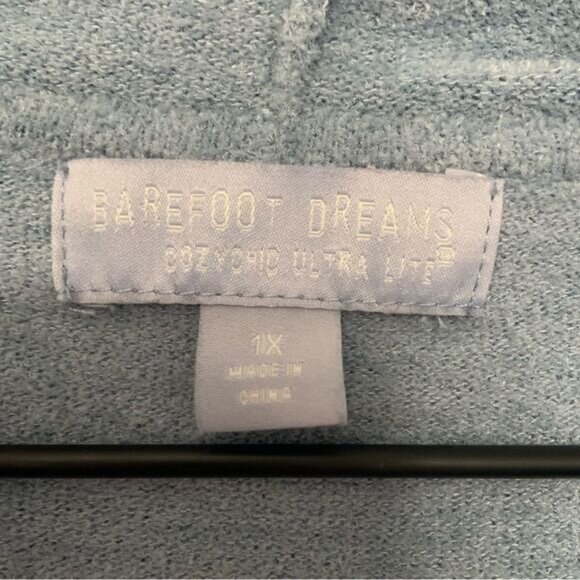 BAREFOOT DREAMS®
COZYCHIC ULTRA LITE
1X
MADE IN
CHINA